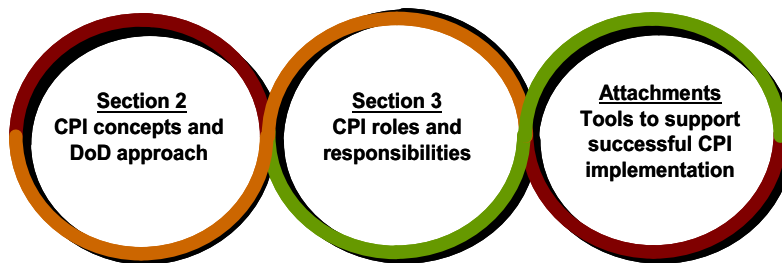 Section 2
CPI concepts and
DoD approach
Section 3
CPI roles and
responsibilities
Attachments
Tools to support
successful CPI
implementation